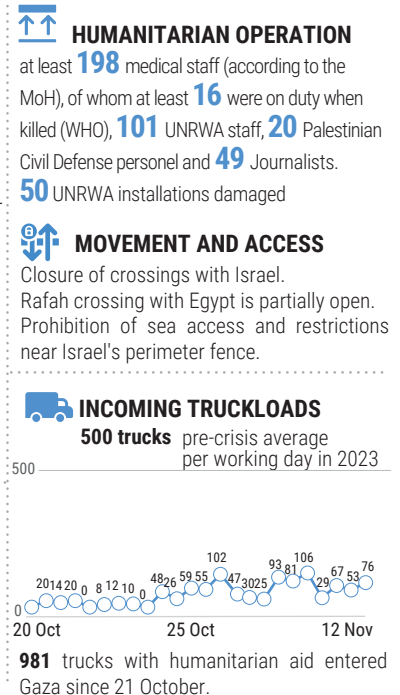 HUMANITARIAN OPERATION
at least 198 medical staff (according to the
MoH), of whom at least 16 were on duty when
killed (WHO), 101 UNRWA staff, 20 Palestinian
Civil Defense personel and 49 Journalists.
50 UNRWA installations damaged
MOVEMENT AND ACCESS
Closure of crossings with Israel.
Rafah crossing with Egypt is partially open.
Prohibition of sea access and restrictions
near Israel's perimeter fence.
INCOMING TRUCKLOADS
500 trucks pre-crisis average
per working day in 2023
500
0 20 14 20 0 8 12 10 0 48 26 59 55 102 47 30 25 93 81 106 29 67 53 76
20 Oct 25 Oct 12 Nov
981 trucks with humanitarian aid entered
Gaza since 21 October.